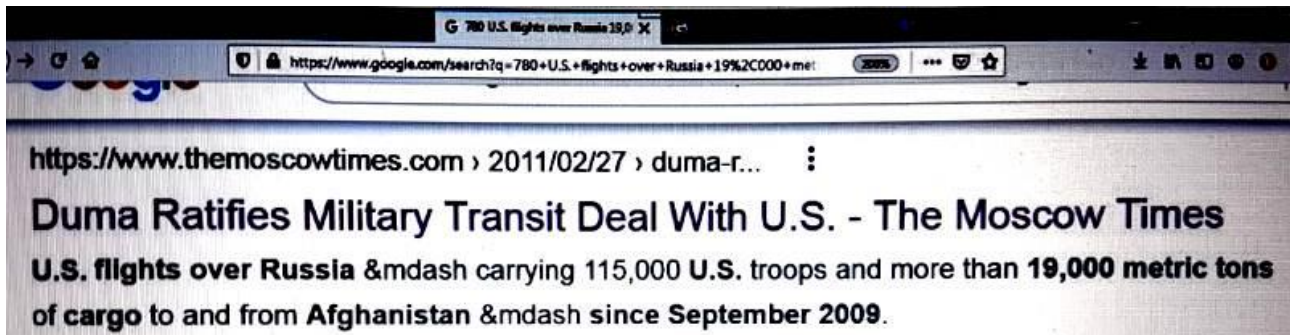 G 780 U.S. flights over Russia 19,0 X
https://www.google.com/search?q=780+U.S.+flights+over+Russia+19%2C000+met
200%
https://www.themoscowtimes.com › 2011/02/27 › duma-r...
Duma Ratifies Military Transit Deal With U.S. - The Moscow Times
U.S. flights over Russia &mdash carrying 115,000 U.S. troops and more than 19,000 metric tons
of cargo to and from Afghanistan &mdash since September 2009.